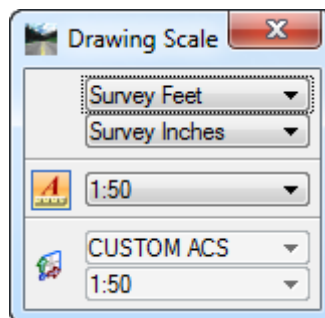 Drawing Scale
Survey Feet
Survey Inches
A
1:50
CUSTOM ACS
1:50